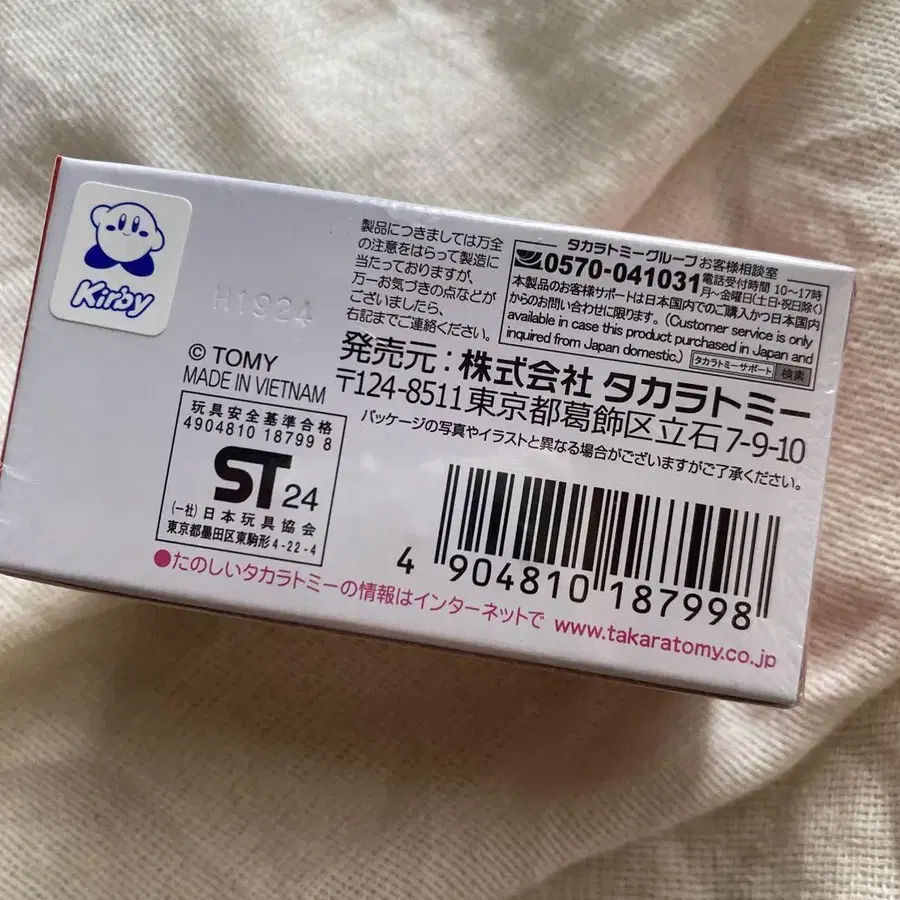 Kirby
H1924
© TOMY
MADE IN VIETNAM
玩具安全基準合格
4904810 18799 8
ST 24
(一社)日本玩具協会
東京都墨田区東駒形4-22-4
製品につきましては万全
の注意をはらって製造に
当たっておりますが、
万一お気づきの点などが
ございましたら、
右記までご連絡ください。
タカラトミーグループ お客様相談室
0570-041031 電話受付時間 10〜17時
月〜金曜日(土日・祝日除く)
本製品のお客様サポートは日本国内でのご購入かつ日本国内
からのお問い合わせに限ります。(Customer service is only
available in case this product purchased in Japan and
inquired from Japan domestic.) タカラトミーサポート 検索
発売元:株式会社 タカラトミー
〒124-8511 東京都葛飾区立石7-9-10
パッケージの写真やイラストと異なる場合がございますがご了承ください。
4 904810 187998
●たのしいタカラトミーの情報はインターネットで www.takaratomy.co.jp